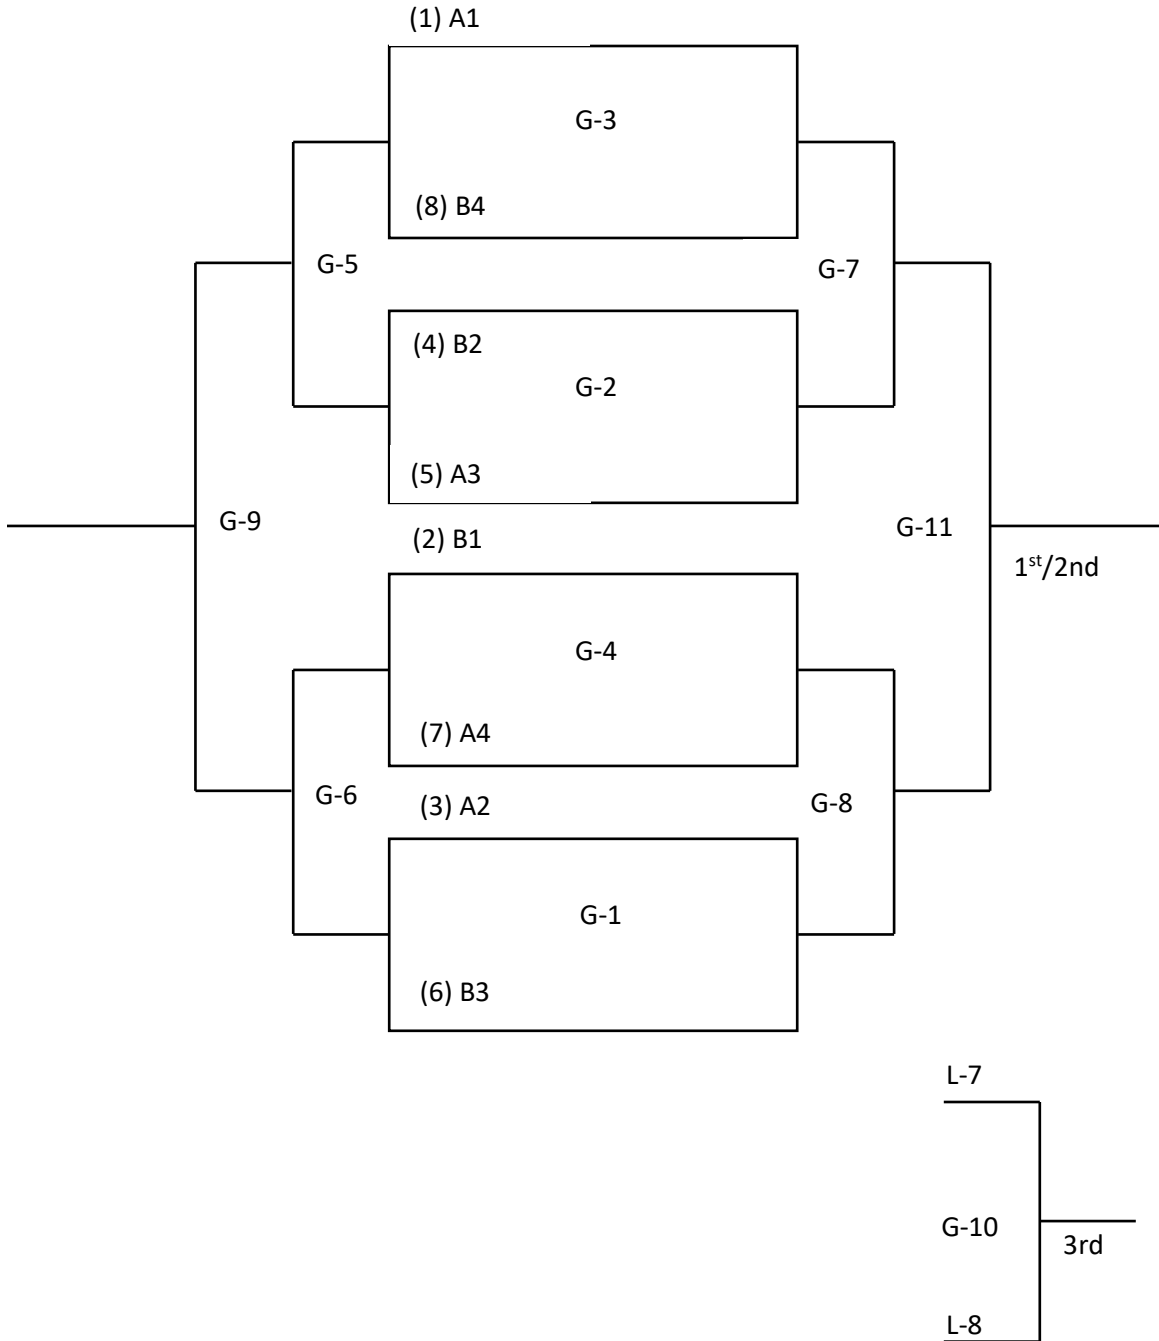 (1) A1
G-3
(8) B4
G-5
G-7
(4) B2
G-2
(5) A3
G-9
(2) B1
G-11
1st/2nd
G-4
(7) A4
G-6
(3) A2
G-8
G-1
(6) B3
L-7
G-10
3rd
L-8